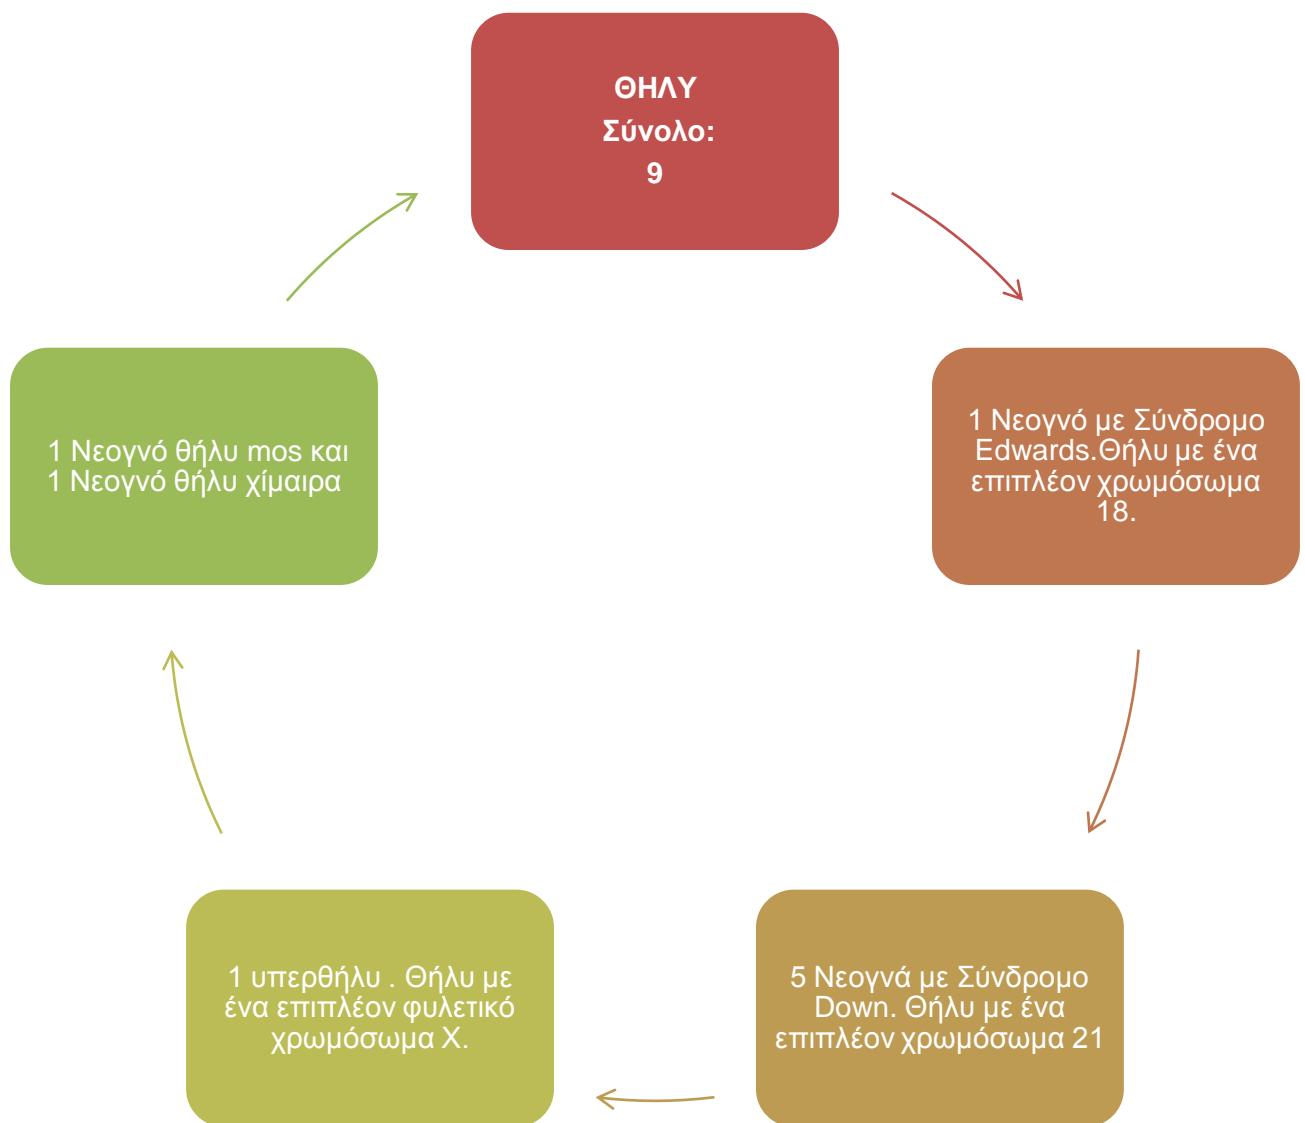 ΘΗΛΥ
Σύνολο:
9
1 Νεογνό με Σύνδρομο
Edwards.Θήλυ με ένα
επιπλέον χρωμόσωμα
18.
5 Νεογνά με Σύνδρομο
Down. Θήλυ με ένα
επιπλέον χρωμόσωμα 21
1 υπερθήλυ . Θήλυ με
ένα επιπλέον φυλετικό
χρωμόσωμα Χ.
1 Νεογνό θήλυ mos και
1 Νεογνό θήλυ χίμαιρα